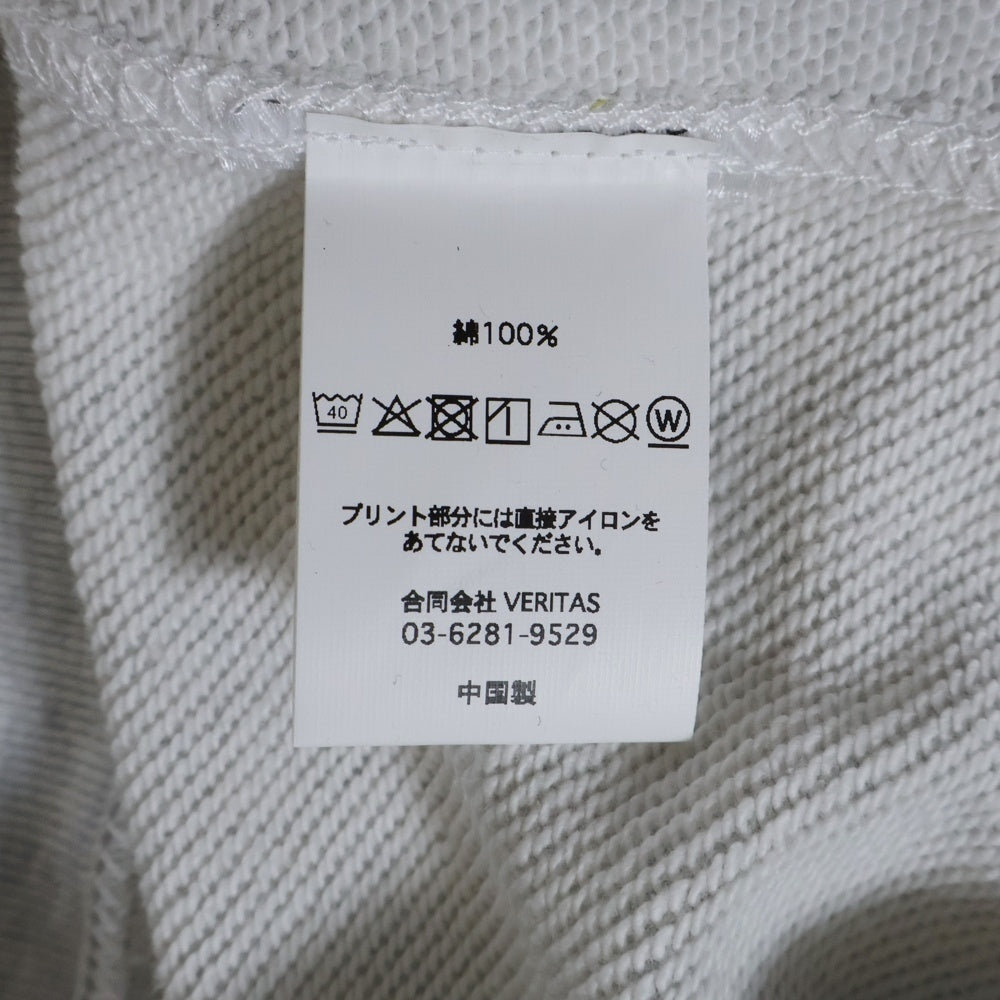 綿100%
40 W
プリント部分には直接アイロンを
あてないでください。
合同会社 VERITAS
03-6281-9529
中国製